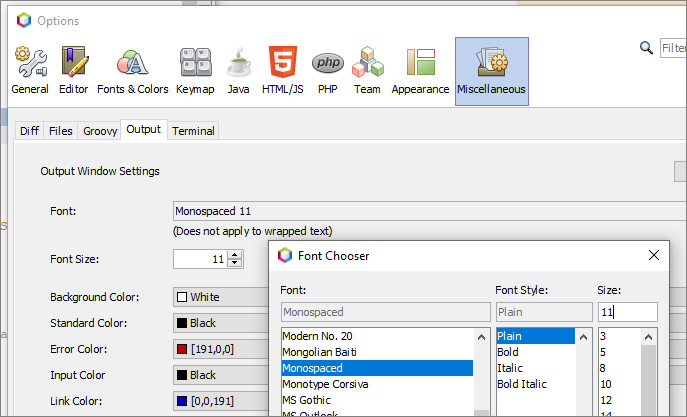 Options
Filter
General Editor Fonts & Colors Keymap Java HTML/JS PHP Team Appearance Miscellaneous
Diff Files Groovy Output Terminal
Output Window Settings
Font: Monospaced 11
(Does not apply to wrapped text)
Font Size: 11
Background Color: White
Standard Color: Black
Error Color: [191,0,0]
Input Color Black
Link Color: [0,0,191]
Font Chooser
Font: Font Style: Size:
Monospaced Plain 11
Modern No. 20 Plain 3
Mongolian Baiti Bold 5
Monospaced Italic 8
Monotype Corsiva Bold Italic 10
MS Gothic 12
MS Outlook 14